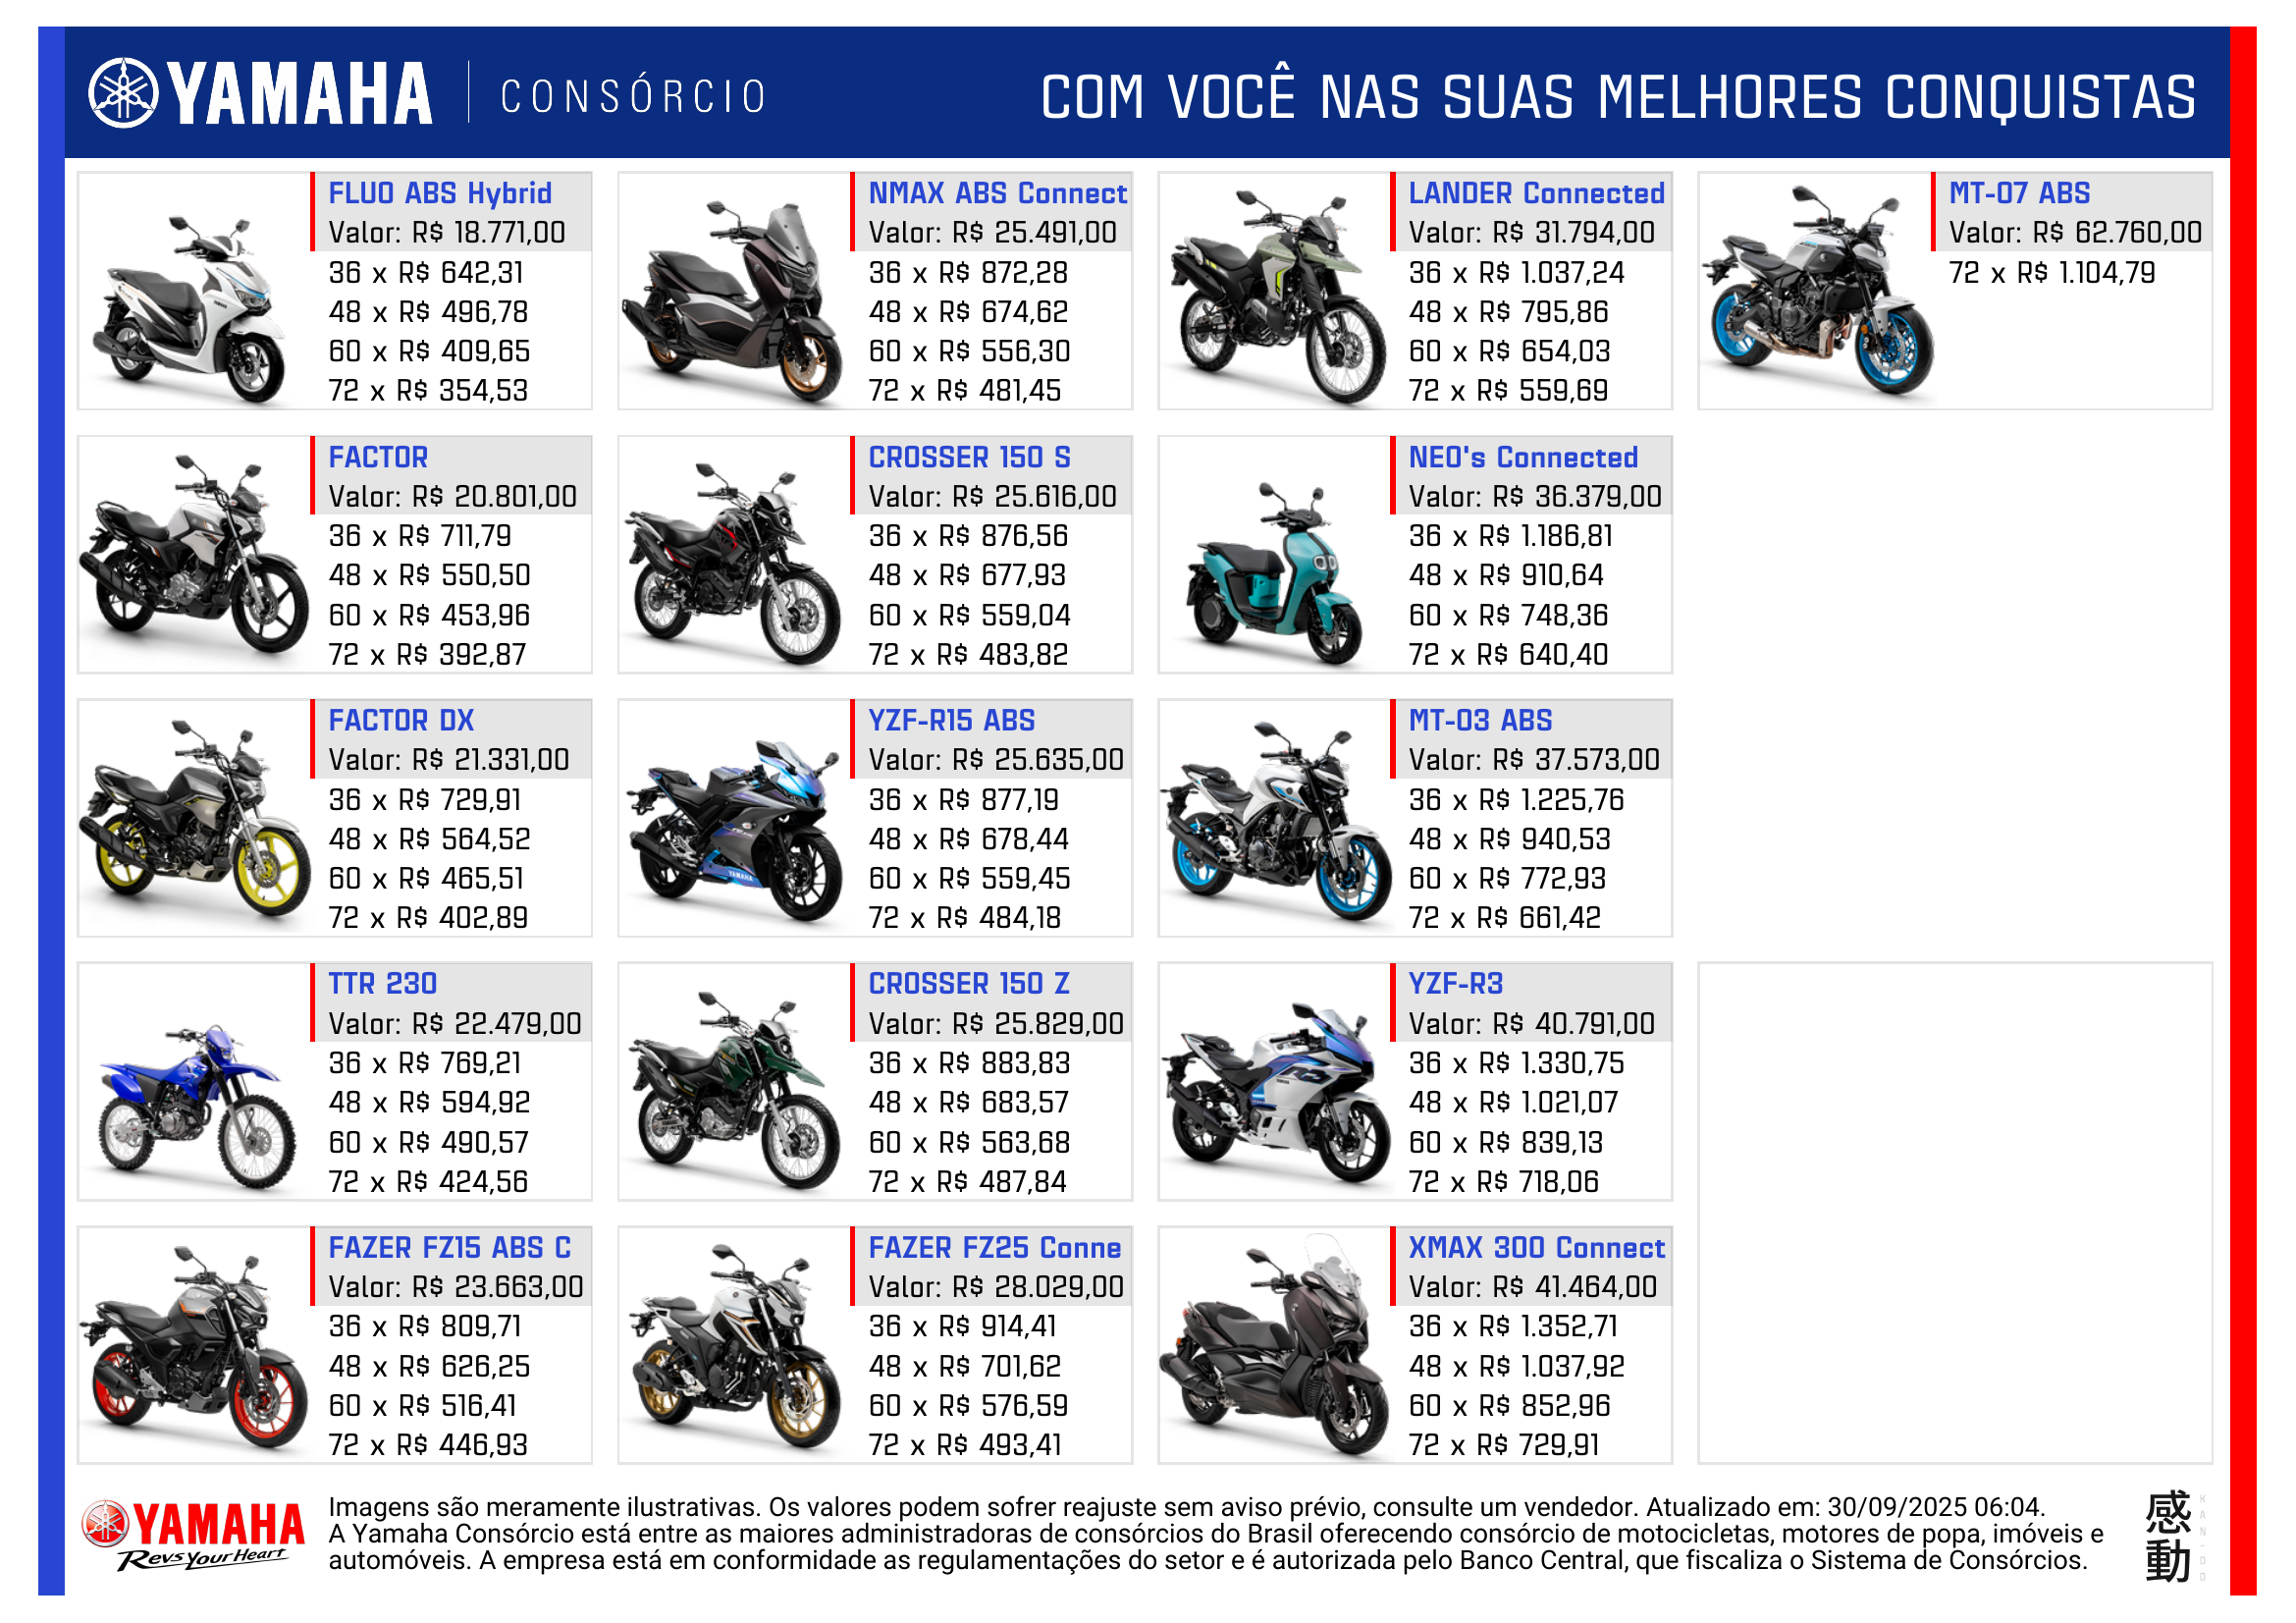 YAMAHA CONSÓRCIO
COM VOCÊ NAS SUAS MELHORES CONQUISTAS
FLUO ABS Hybrid
Valor: R$ 18.771,00
36 x R$ 642,31
48 x R$ 496,78
60 x R$ 409,65
72 x R$ 354,53
FACTOR
Valor: R$ 20.801,00
36 x R$ 711,79
48 x R$ 550,50
60 x R$ 453,96
72 x R$ 392,87
FACTOR DX
Valor: R$ 21.331,00
36 x R$ 729,91
48 x R$ 564,52
60 x R$ 465,51
72 x R$ 402,89
TTR 230
Valor: R$ 22.479,00
36 x R$ 769,21
48 x R$ 594,92
60 x R$ 490,57
72 x R$ 424,56
FAZER FZ15 ABS C
Valor: R$ 23.663,00
36 x R$ 809,71
48 x R$ 626,25
60 x R$ 516,41
72 x R$ 446,93
NMAX ABS Connect
Valor: R$ 25.491,00
36 x R$ 872,28
48 x R$ 674,62
60 x R$ 556,30
72 x R$ 481,45
CROSSER 150 S
Valor: R$ 25.616,00
36 x R$ 876,56
48 x R$ 677,93
60 x R$ 559,04
72 x R$ 483,82
YZF-R15 ABS
Valor: R$ 25.635,00
36 x R$ 877,19
48 x R$ 678,44
60 x R$ 559,45
72 x R$ 484,18
CROSSER 150 Z
Valor: R$ 25.829,00
36 x R$ 883,83
48 x R$ 683,57
60 x R$ 563,68
72 x R$ 487,84
FAZER FZ25 Conne
Valor: R$ 28.029,00
36 x R$ 914,41
48 x R$ 701,62
60 x R$ 576,59
72 x R$ 493,41
LANDER Connected
Valor: R$ 31.794,00
36 x R$ 1.037,24
48 x R$ 795,86
60 x R$ 654,03
72 x R$ 559,69
NEO's Connected
Valor: R$ 36.379,00
36 x R$ 1.186,81
48 x R$ 910,64
60 x R$ 748,36
72 x R$ 640,40
MT-03 ABS
Valor: R$ 37.573,00
36 x R$ 1.225,76
48 x R$ 940,53
60 x R$ 772,93
72 x R$ 661,42
YZF-R3
Valor: R$ 40.791,00
36 x R$ 1.330,75
48 x R$ 1.021,07
60 x R$ 839,13
72 x R$ 718,06
XMAX 300 Connect
Valor: R$ 41.464,00
36 x R$ 1.352,71
48 x R$ 1.037,92
60 x R$ 852,96
72 x R$ 729,91
MT-07 ABS
Valor: R$ 62.760,00
72 x R$ 1.104,79
YAMAHA
Revs Your Heart
Imagens são meramente ilustrativas. Os valores podem sofrer reajuste sem aviso prévio, consulte um vendedor. Atualizado em: 30/09/2025 06:04.
A Yamaha Consórcio está entre as maiores administradoras de consórcios do Brasil oferecendo consórcio de motocicletas, motores de popa, imóveis e
automóveis. A empresa está em conformidade as regulamentações do setor e é autorizada pelo Banco Central, que fiscaliza o Sistema de Consórcios.
感動
KAN-DO